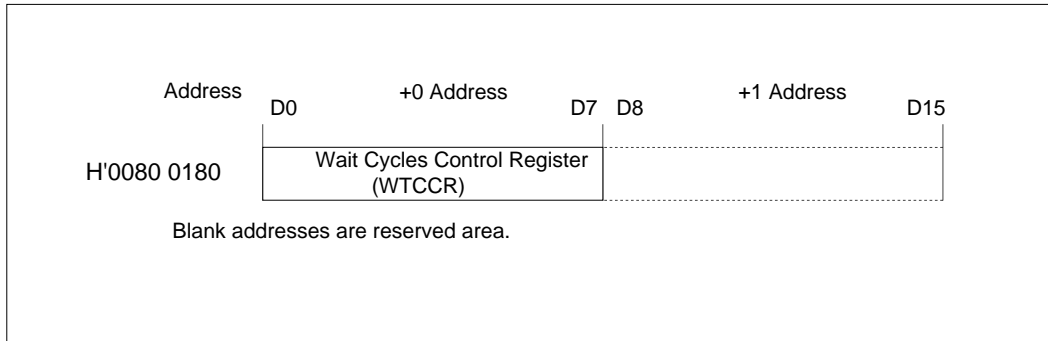 Address +0 Address +1 Address
D0 D7 D8 D15
H'0080 0180 Wait Cycles Control Register
(WTCCR)
Blank addresses are reserved area.